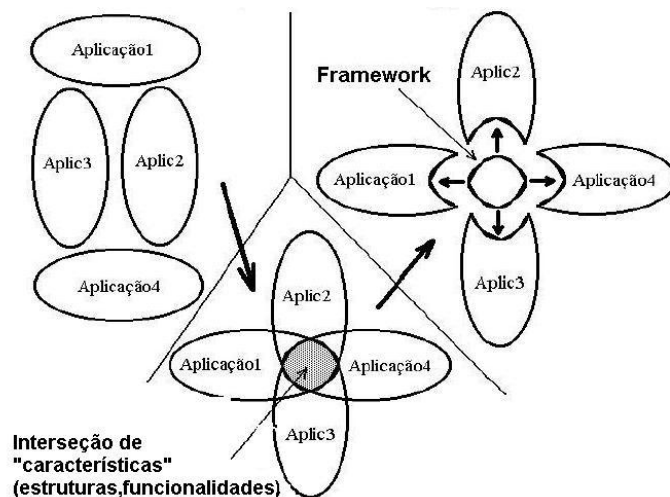 Aplicação1
Aplic3
Aplic2
Aplicação4
Aplic2
Aplicação1
Aplicação4
Aplic3
Interseção de
"características"
(estruturas,funcionalidades)
Framework
Aplic2
Aplicação1
Aplicação4
Aplic3